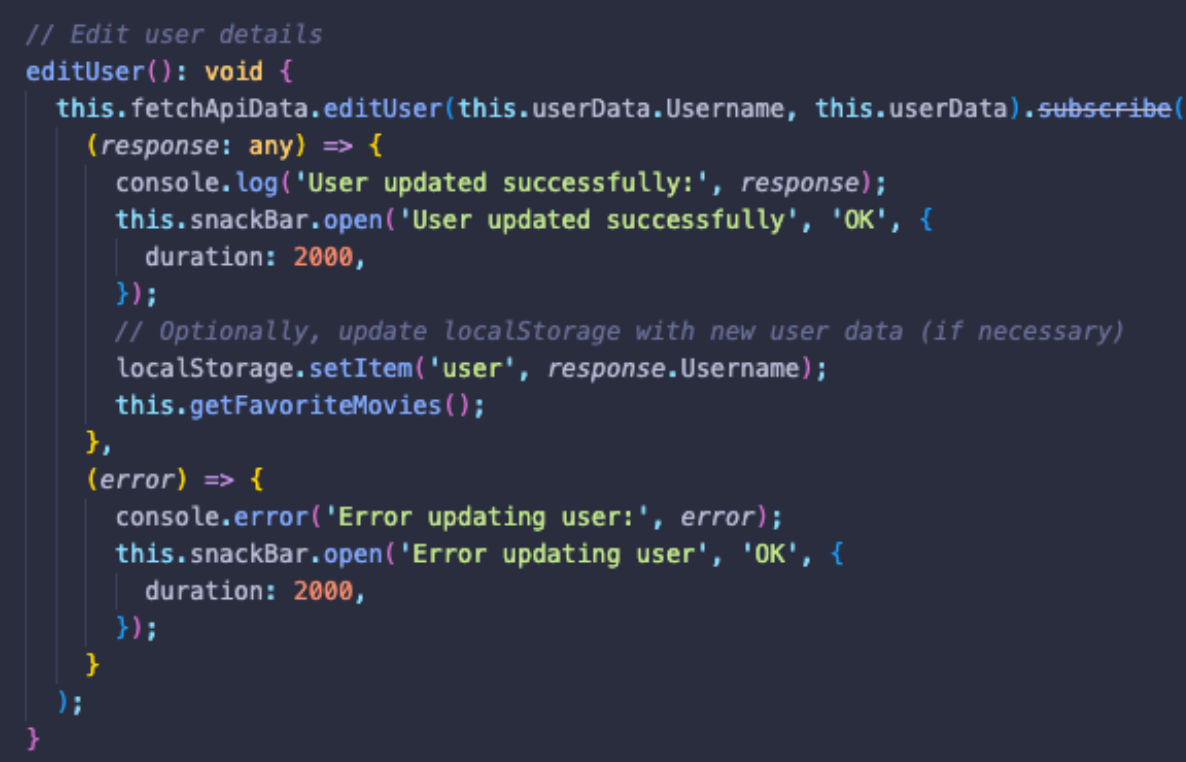 // Edit user details
editUser(): void {
  this.fetchApiData.editUser(this.userData.Username, this.userData).subscribe(
    (response: any) => {
      console.log('User updated successfully:', response);
      this.snackBar.open('User updated successfully', 'OK', {
        duration: 2000,
      });
      // Optionally, update localStorage with new user data (if necessary)
      localStorage.setItem('user', response.Username);
      this.getFavoriteMovies();
    },
    (error) => {
      console.error('Error updating user:', error);
      this.snackBar.open('Error updating user', 'OK', {
        duration: 2000,
      });
    }
  );
}